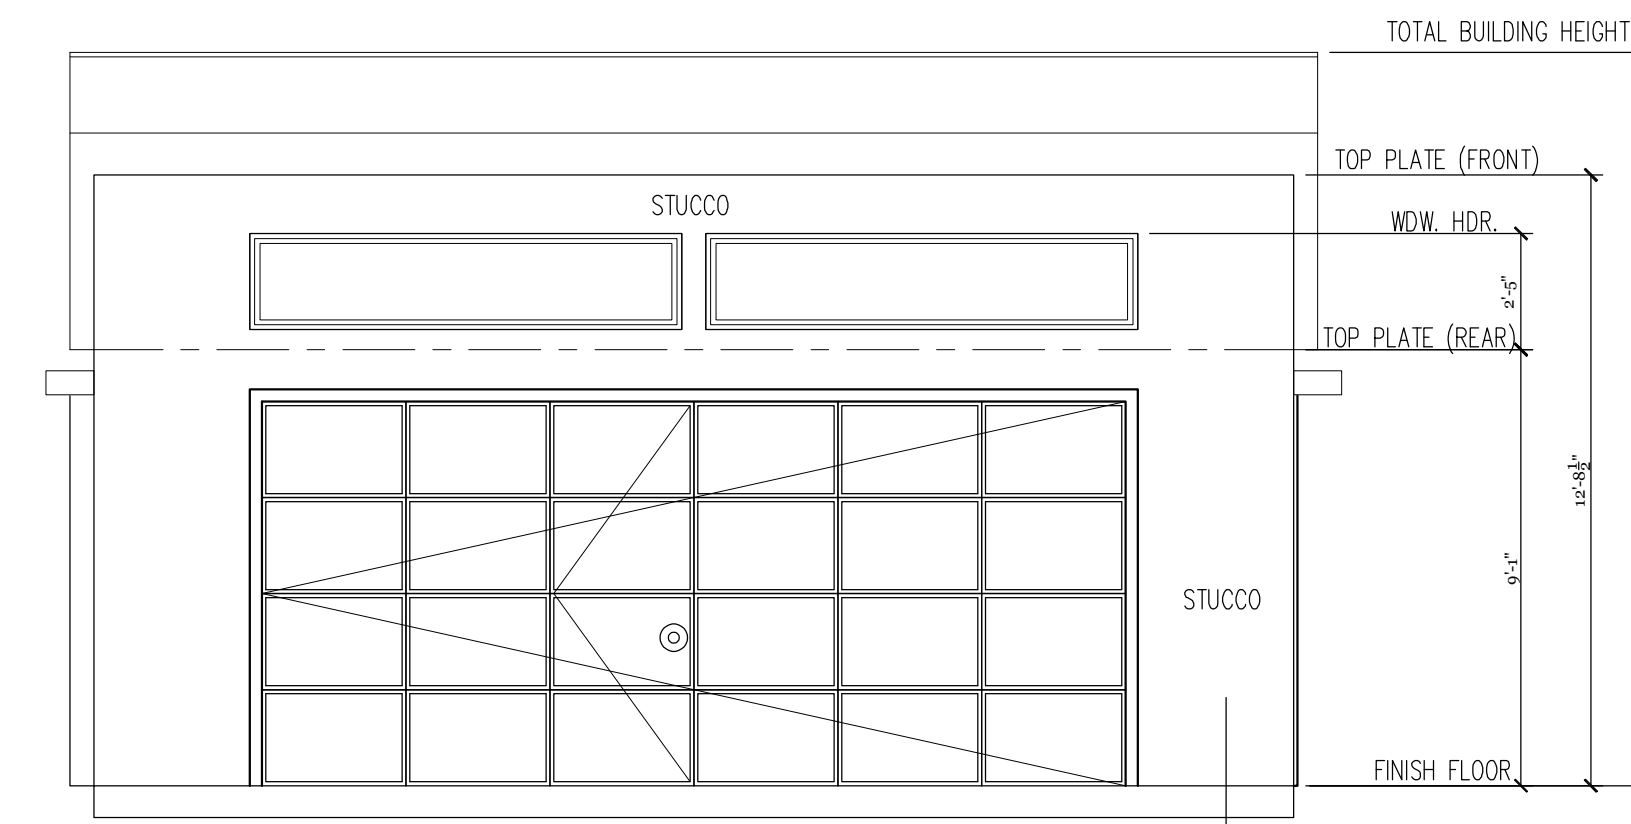 TOTAL BUILDING HEIGHT
TOP PLATE (FRONT)
STUCCO
WDW. HDR.
2'-5"
TOP PLATE (REAR)
12'-8½"
9'-1"
STUCCO
FINISH FLOOR